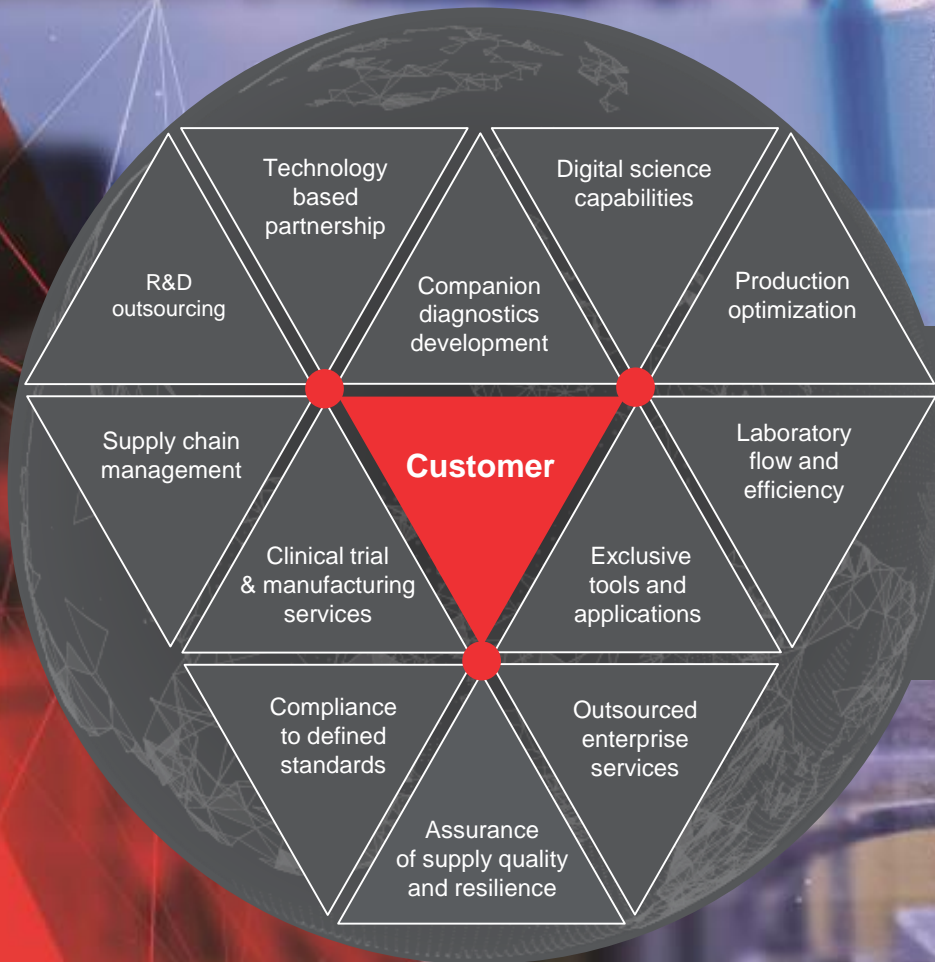 Technology
based
partnership
Digital science
capabilities
R&D
outsourcing
Companion
diagnostics
development
Production
optimization
Supply chain
management
Customer
Laboratory
flow and
efficiency
Clinical trial
& manufacturing
services
Exclusive
tools and
applications
Compliance
to defined
standards
Outsourced
enterprise
services
Assurance
of supply quality
and resilience